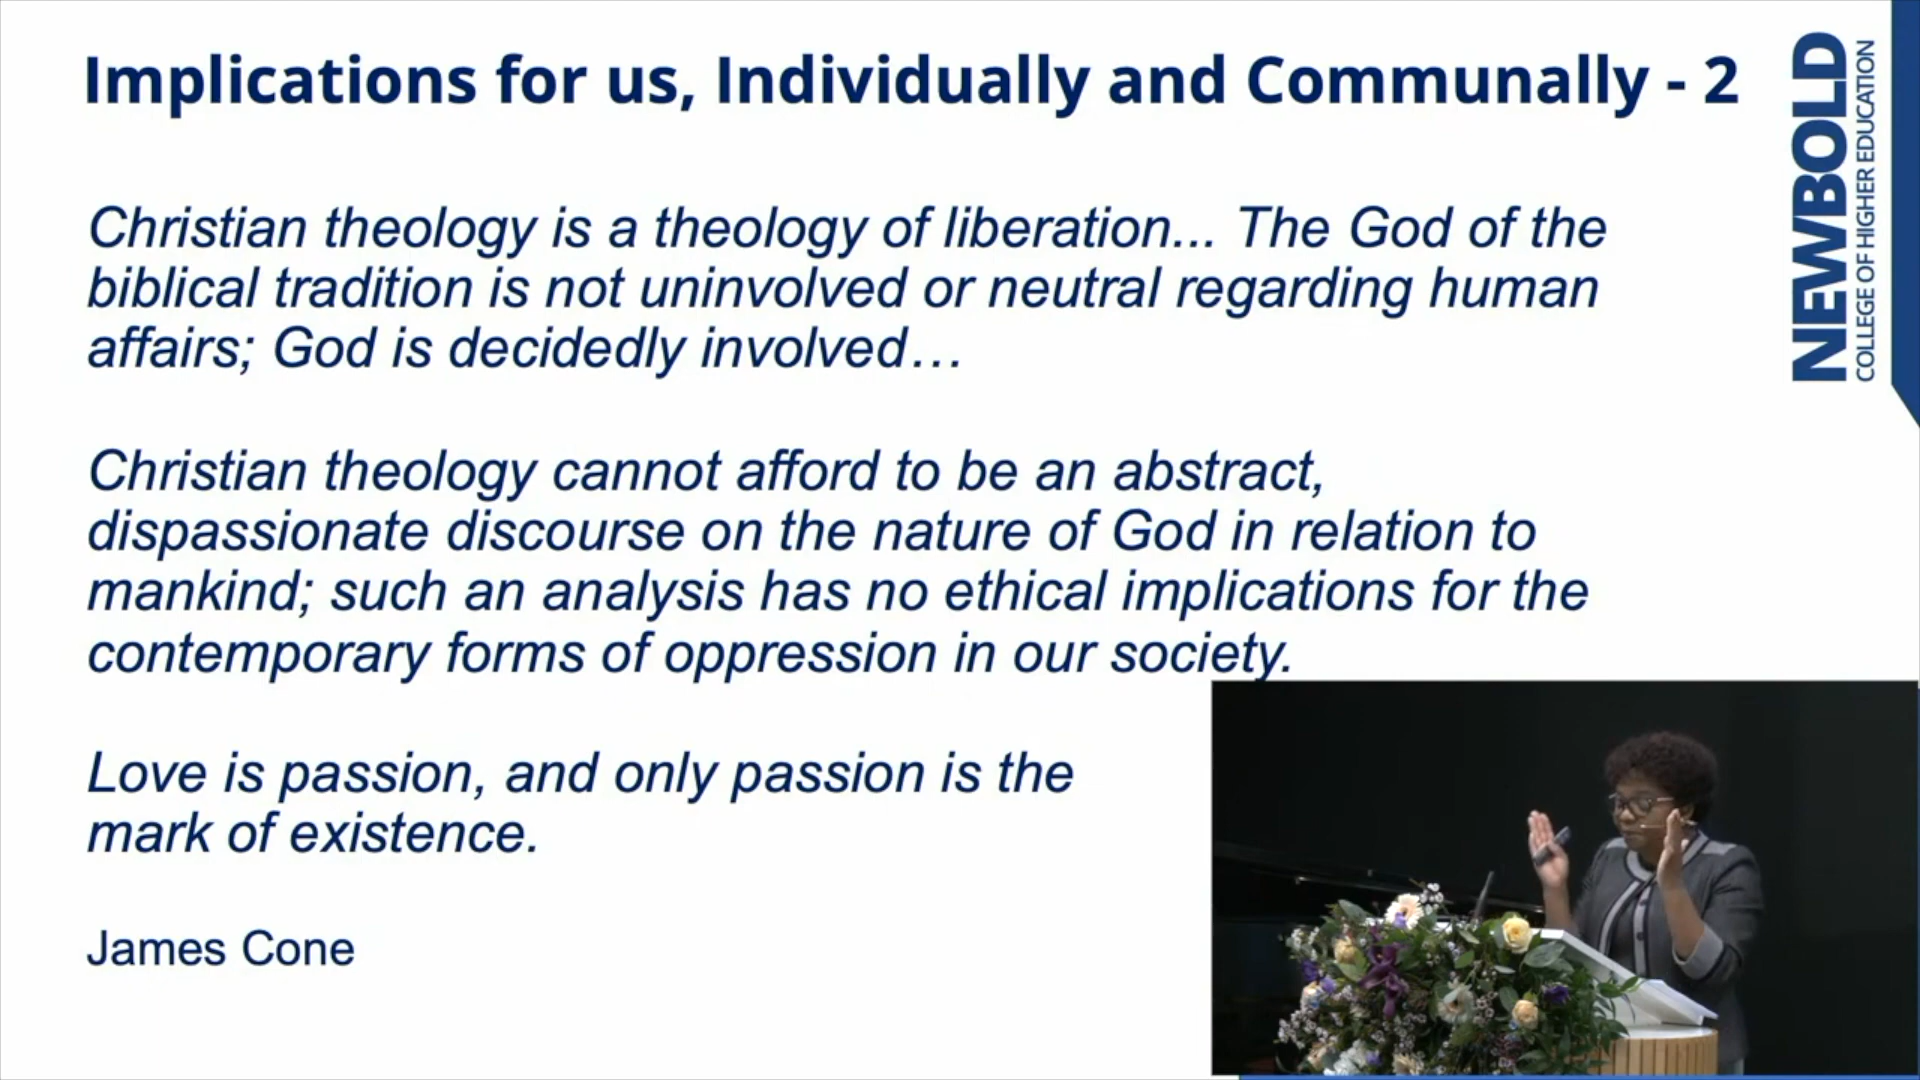 Implications for us, Individually and Communally - 2
Christian theology is a theology of liberation... The God of the
biblical tradition is not uninvolved or neutral regarding human
affairs; God is decidedly involved…
Christian theology cannot afford to be an abstract,
dispassionate discourse on the nature of God in relation to
mankind; such an analysis has no ethical implications for the
contemporary forms of oppression in our society.
Love is passion, and only passion is the
mark of existence.
James Cone
NEWBOLD
COLLEGE OF HIGHER EDUCATION